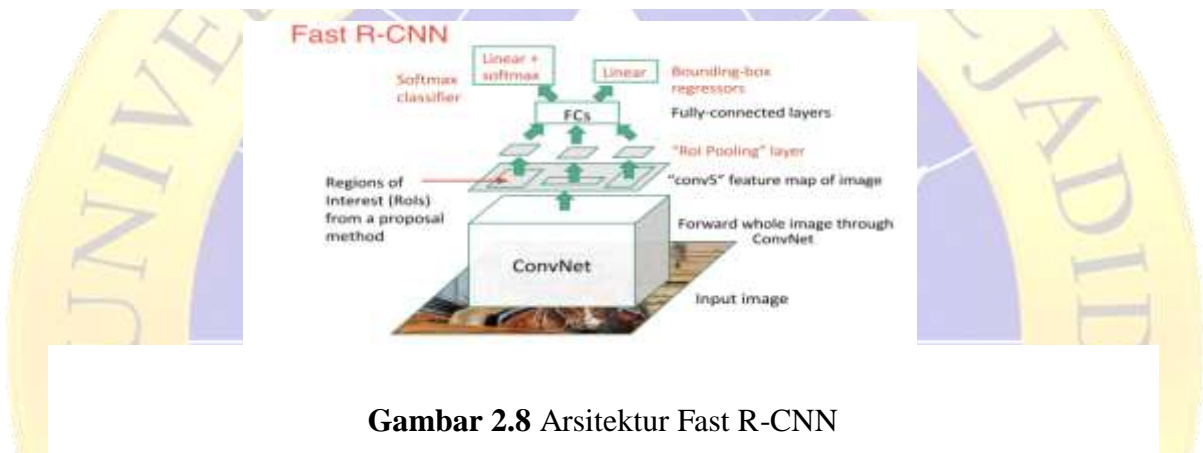 Fast R-CNN
Linear +
softmax
Linear
Softmax
classifier
Bounding-box
regressors
FCs
Fully-connected layers
"RoI Pooling" layer
Regions of
Interest (RoIs)
from a proposal
method
"conv5" feature map of image
Forward whole image through
ConvNet
ConvNet
Input image
UNIVE
LJADID
Gambar 2.8 Arsitektur Fast R-CNN